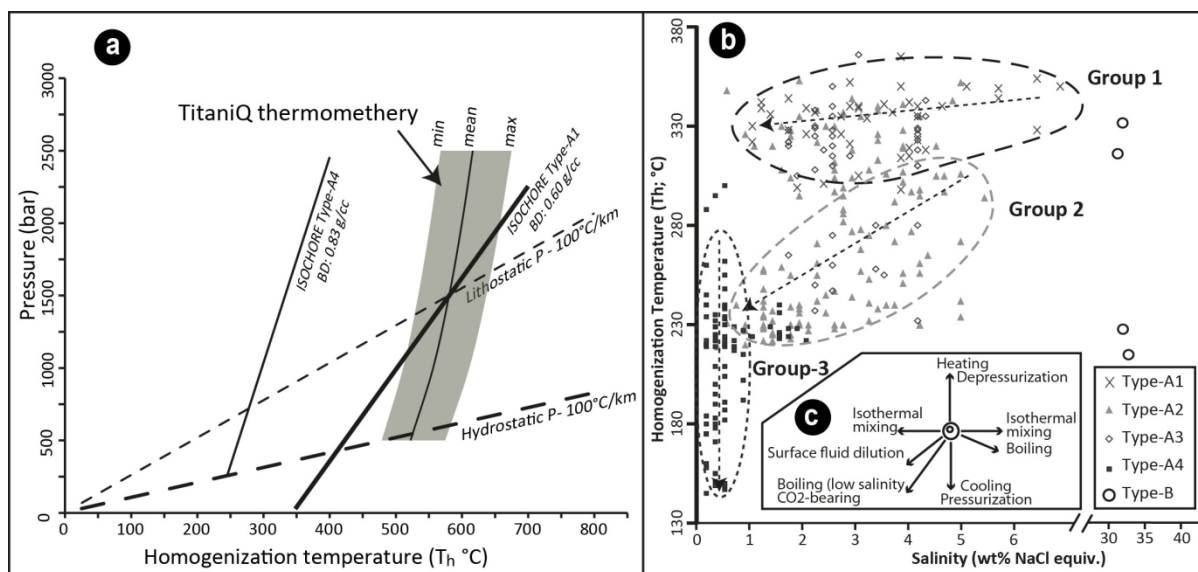 a
3000
2500
2000
1500
1000
500
0
Pressure (bar)
TitaniQ thermomethery
min
mean
max
ISOCHORE Type-A4
BD: 0.83 g/cc
ISOCHORE Type-A1
BD: 0.60 g/cc
Lithostatic P - 100°C/km
Hydrostatic P- 100°C/km
0 100 200 300 400 500 600 700 800
Homogenization temperature (Th °C)
b
380
330
280
230
180
130
Homogenization Temperature (Th; °C)
Group 1
Group 2
Group-3
c
Heating
Depressurization
Isothermal
mixing
Isothermal
mixing
Boiling
Surface fluid dilution
Boiling (low salinity
CO2-bearing
Cooling
Pressurization
Type-A1
Type-A2
Type-A3
Type-A4
Type-B
0 1 2 3 4 5 6 30 40
Salinity (wt% NaCl equiv.)